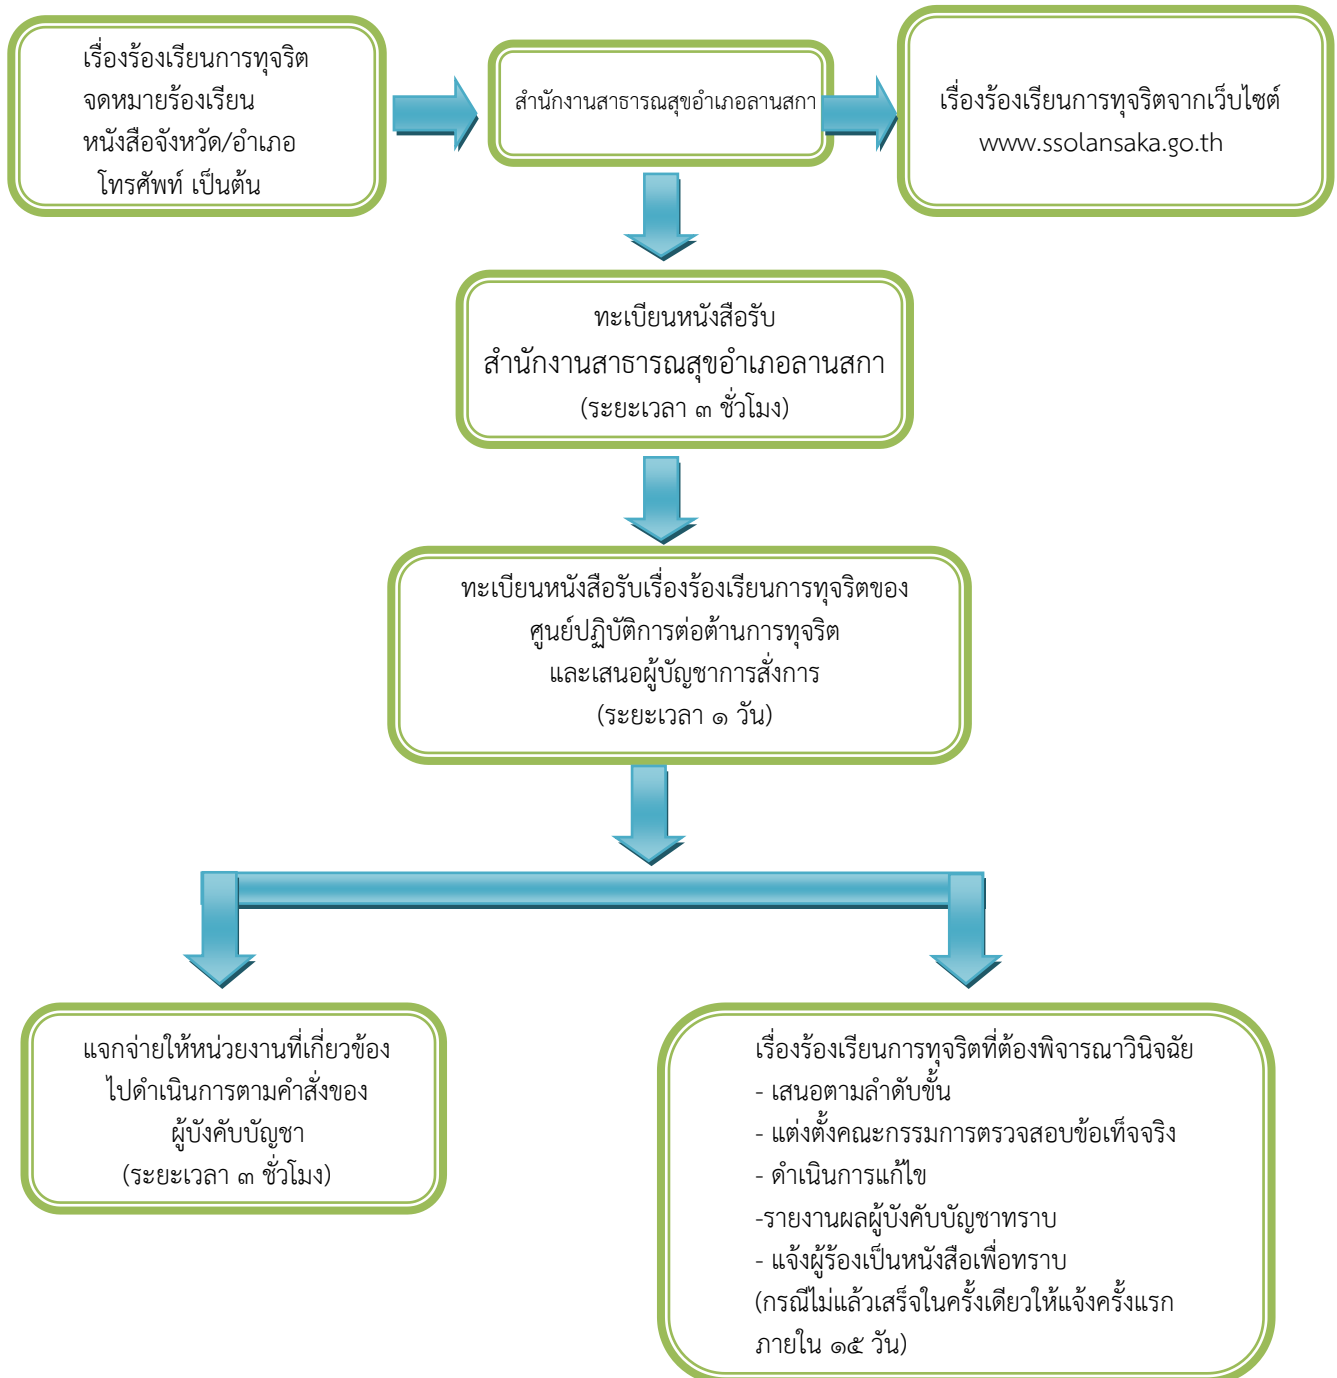 เรื่องร้องเรียนการทุจริต
จดหมายร้องเรียน
หนังสือจังหวัด/อำเภอ
โทรศัพท์ เป็นต้น
สำนักงานสาธารณสุขอำเภอลานสกา
เรื่องร้องเรียนการทุจริตจากเว็บไซต์
www.ssolansaka.go.th
ทะเบียนหนังสือรับ
สำนักงานสาธารณสุขอำเภอลานสกา
(ระยะเวลา ๓ ชั่วโมง)
ทะเบียนหนังสือรับเรื่องร้องเรียนการทุจริตของ
ศูนย์ปฏิบัติการต่อต้านการทุจริต
และเสนอผู้บัญชาการสั่งการ
(ระยะเวลา ๑ วัน)
แจกจ่ายให้หน่วยงานที่เกี่ยวข้อง
ไปดำเนินการตามคำสั่งของ
ผู้บังคับบัญชา
(ระยะเวลา ๓ ชั่วโมง)
เรื่องร้องเรียนการทุจริตที่ต้องพิจารณาวินิจฉัย
- เสนอตามลำดับขั้น
- แต่งตั้งคณะกรรมการตรวจสอบข้อเท็จจริง
- ดำเนินการแก้ไข
-รายงานผลผู้บังคับบัญชาทราบ
- แจ้งผู้ร้องเป็นหนังสือเพื่อทราบ
(กรณีไม่แล้วเสร็จในครั้งเดียวให้แจ้งครั้งแรก
ภายใน ๑๕ วัน)